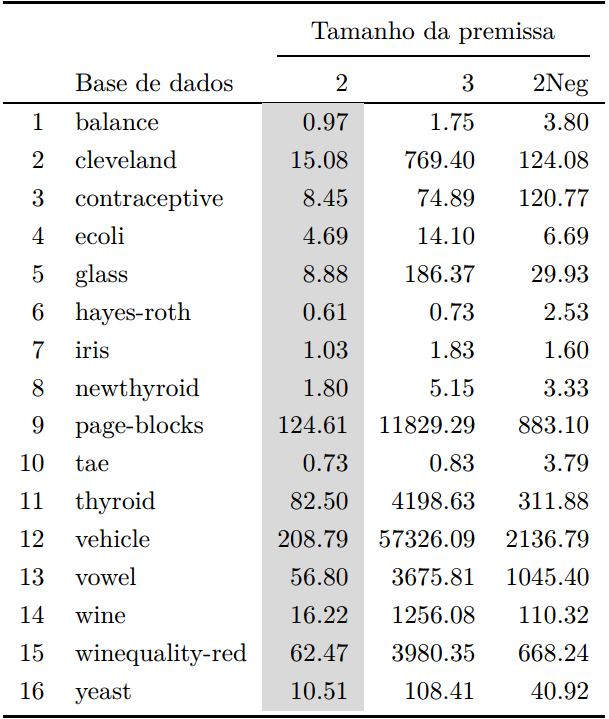 Tamanho da premissa
Base de dados 2 3 2Neg
1 balance 0.97 1.75 3.80
2 cleveland 15.08 769.40 124.08
3 contraceptive 8.45 74.89 120.77
4 ecoli 4.69 14.10 6.69
5 glass 8.88 186.37 29.93
6 hayes-roth 0.61 0.73 2.53
7 iris 1.03 1.83 1.60
8 newthyroid 1.80 5.15 3.33
9 page-blocks 124.61 11829.29 883.10
10 tae 0.73 0.83 3.79
11 thyroid 82.50 4198.63 311.88
12 vehicle 208.79 57326.09 2136.79
13 vowel 56.80 3675.81 1045.40
14 wine 16.22 1256.08 110.32
15 winequality-red 62.47 3980.35 668.24
16 yeast 10.51 108.41 40.92